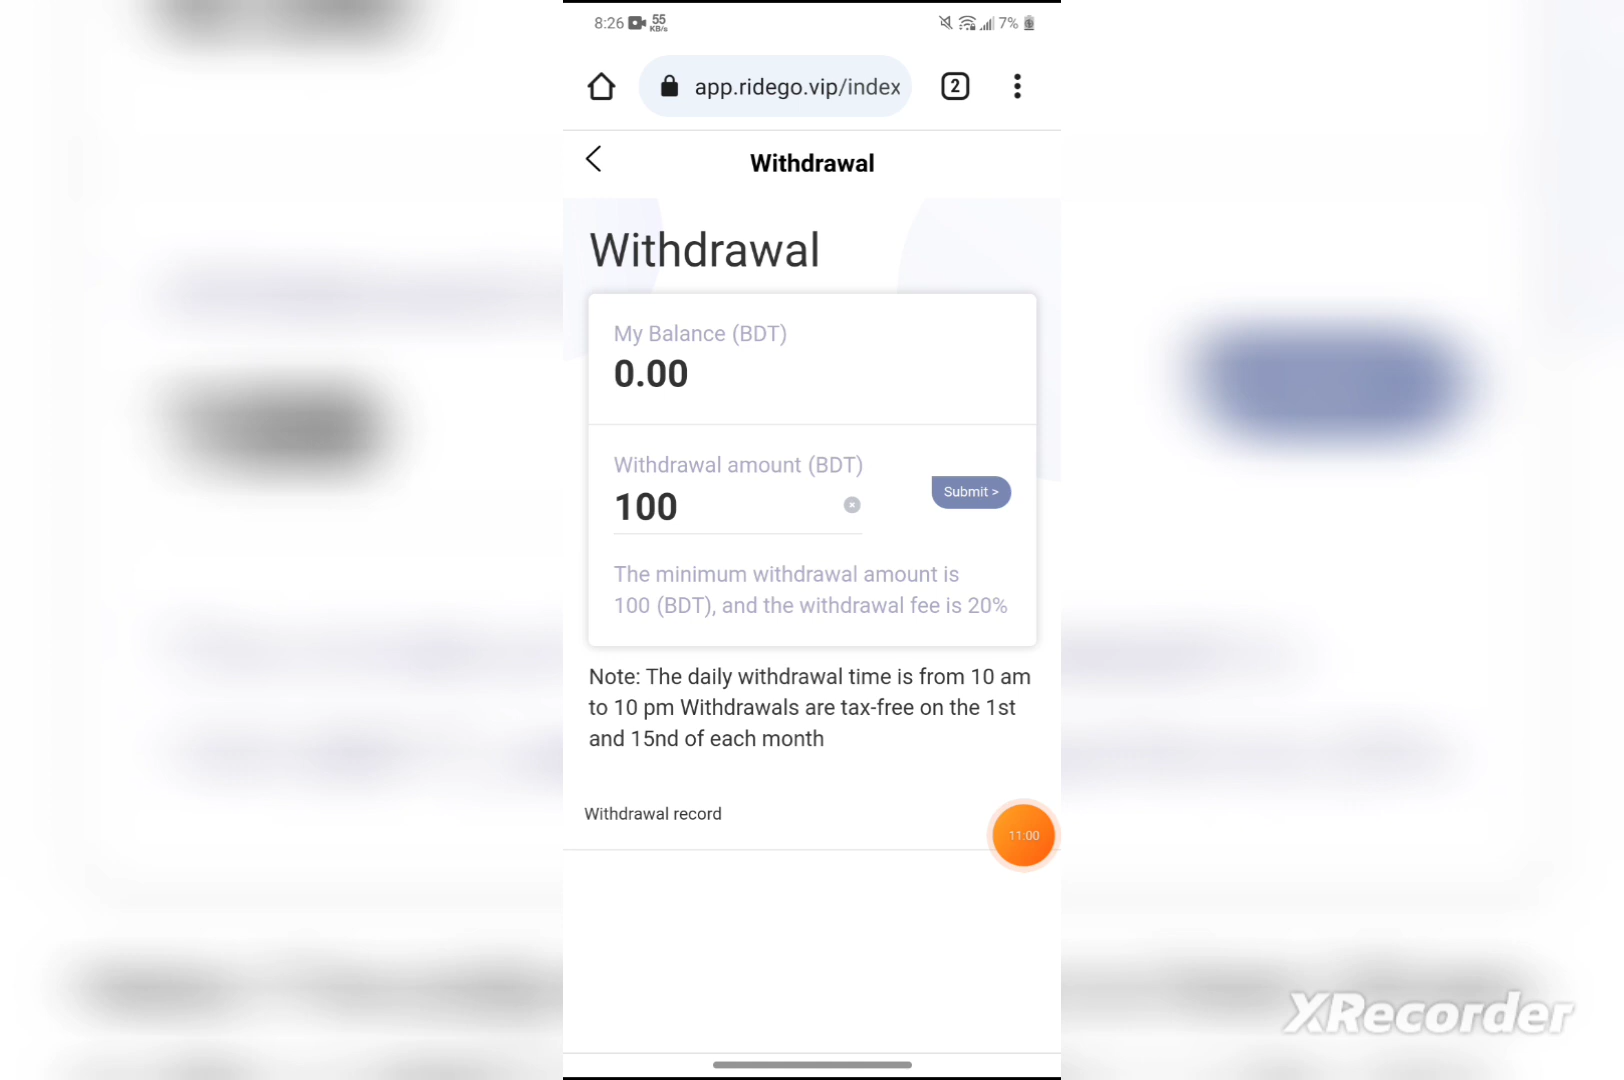 8:26 55 KB/s 7%
app.ridego.vip/index 2
Withdrawal
Withdrawal
My Balance (BDT)
0.00
Withdrawal amount (BDT)
100
Submit >
The minimum withdrawal amount is
100 (BDT), and the withdrawal fee is 20%
Note: The daily withdrawal time is from 10 am
to 10 pm Withdrawals are tax-free on the 1st
and 15nd of each month
Withdrawal record
11:00
XRecorder